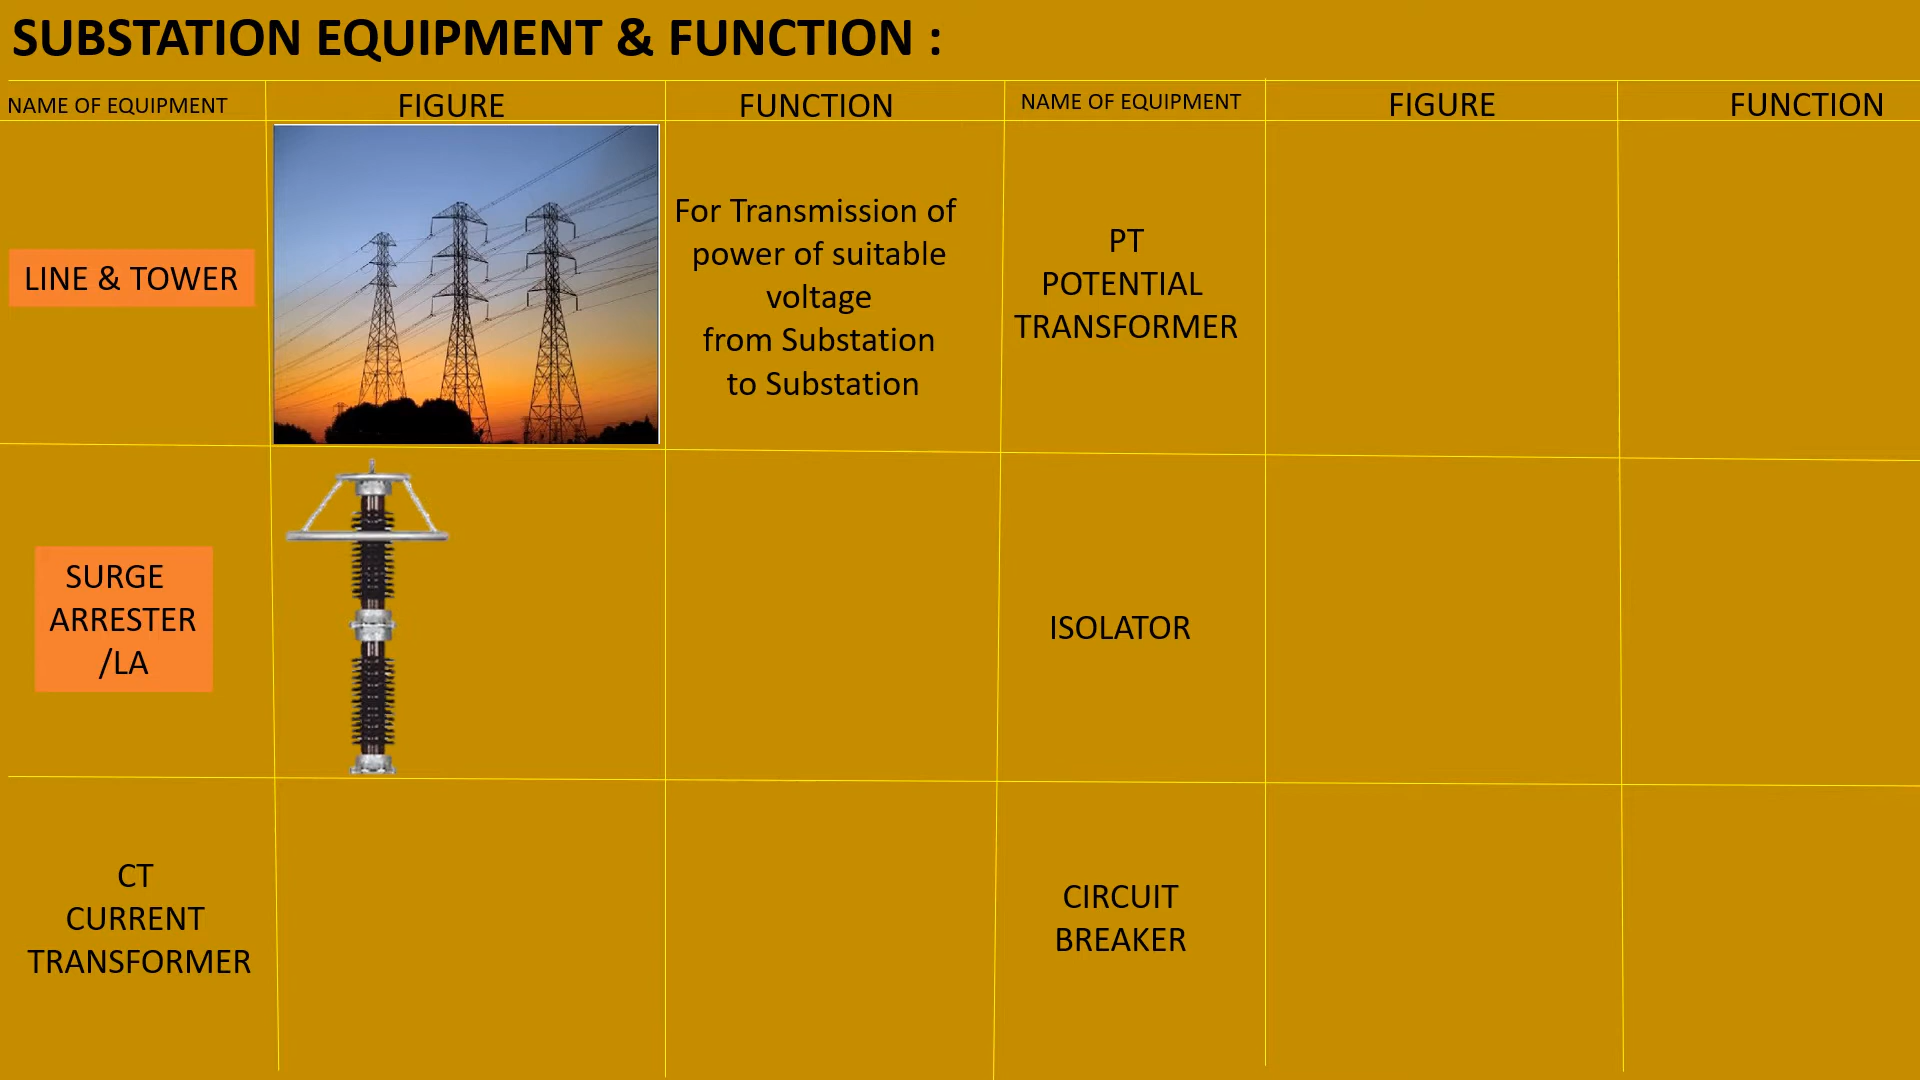 SUBSTATION EQUIPMENT & FUNCTION :
NAME OF EQUIPMENT
FIGURE
FUNCTION
NAME OF EQUIPMENT
FIGURE
FUNCTION
LINE & TOWER
For Transmission of
power of suitable
voltage
from Substation
to Substation
PT
POTENTIAL
TRANSFORMER
SURGE
ARRESTER
/LA
ISOLATOR
CT
CURRENT
TRANSFORMER
CIRCUIT
BREAKER